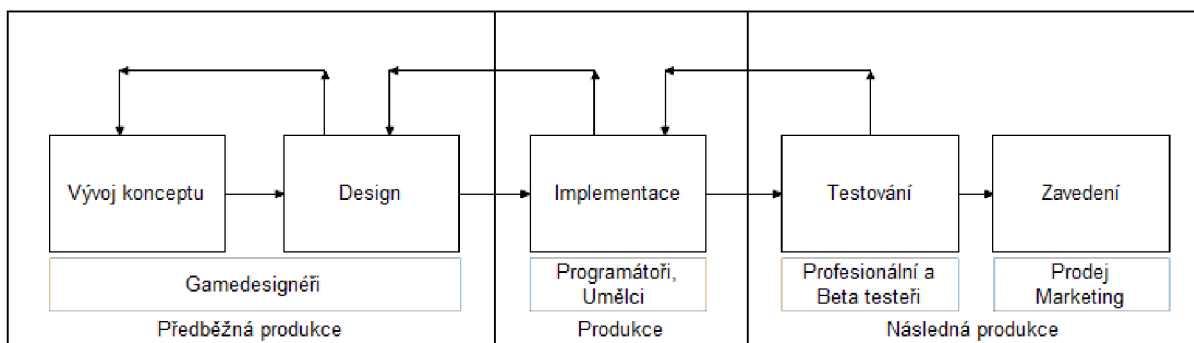 Vývoj konceptu
Design
Implementace
Testování
Zavedení
Gamedesignéři
Programátoři,
Umělci
Profesionální a
Beta testeři
Prodej
Marketing
Předběžná produkce
Produkce
Následná produkce